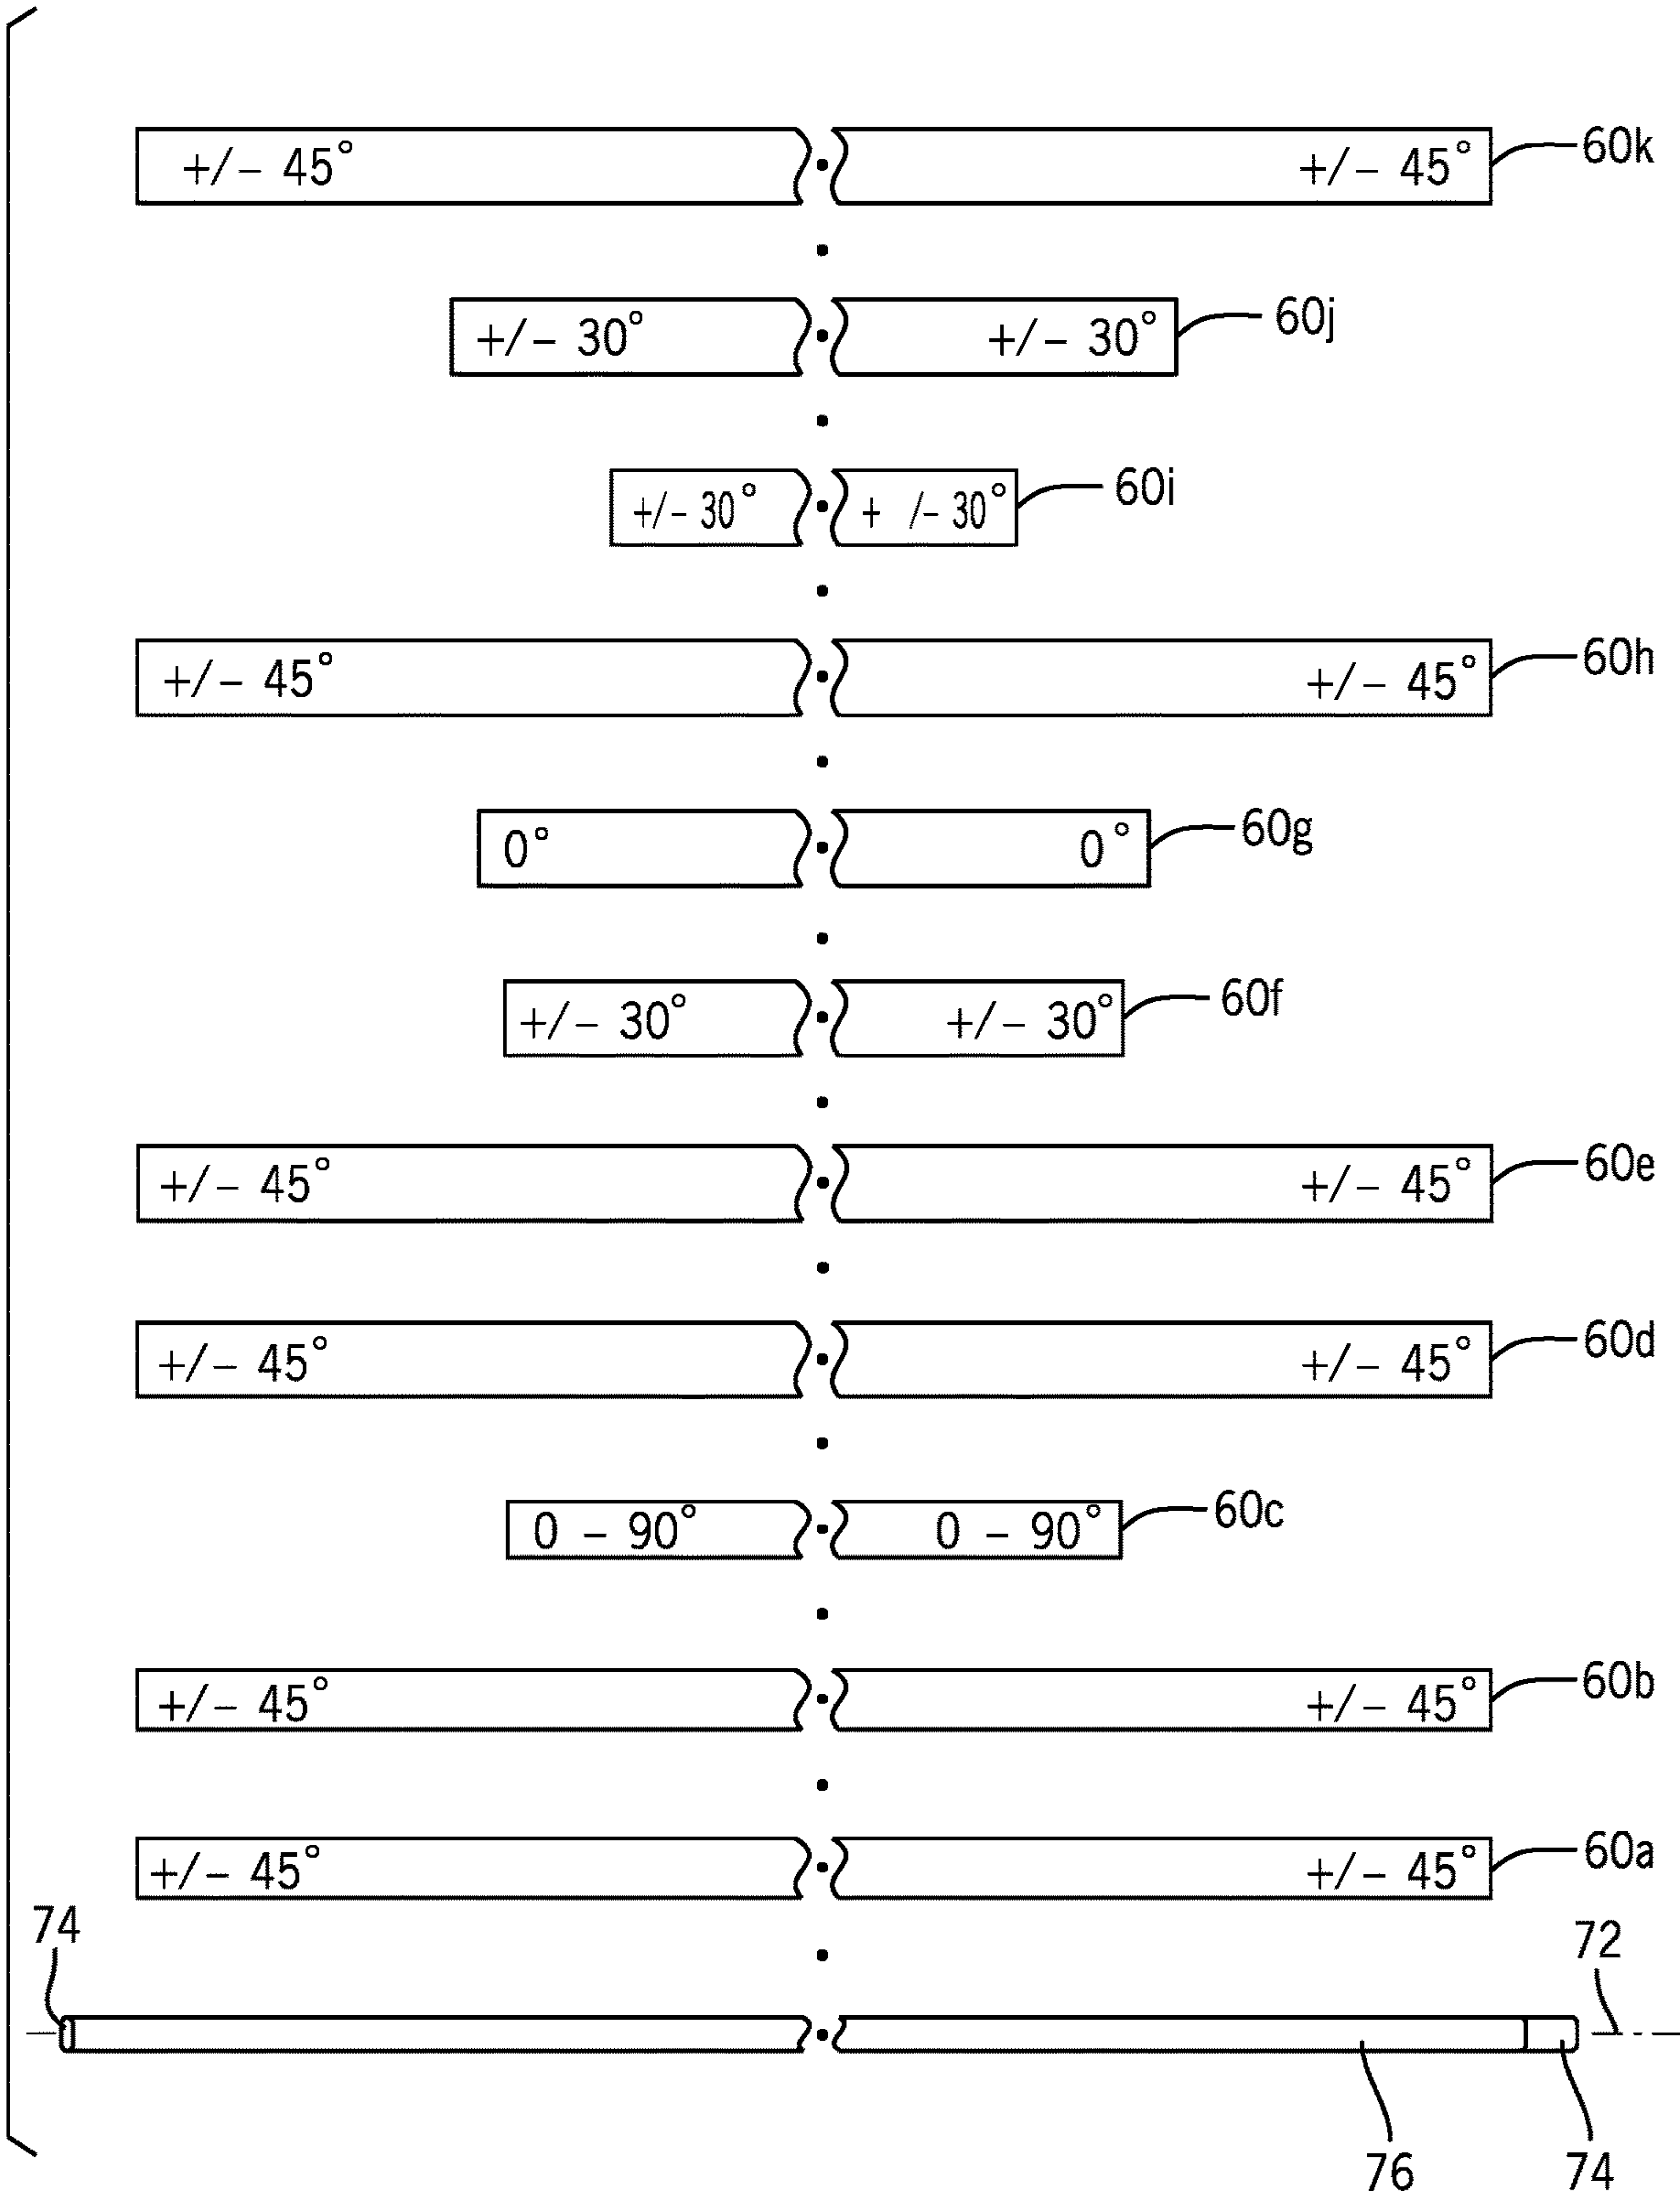 +/– 45° +/– 45° 60k
+/– 30° +/– 30° 60j
+/– 30° + /– 30° 60i
+/– 45° +/– 45° 60h
0° 0° 60g
+/– 30° +/– 30° 60f
+/– 45° +/– 45° 60e
+/– 45° +/– 45° 60d
0 – 90° 0 – 90° 60c
+/– 45° +/– 45° 60b
+/– 45° +/– 45° 60a
74 72
76 74